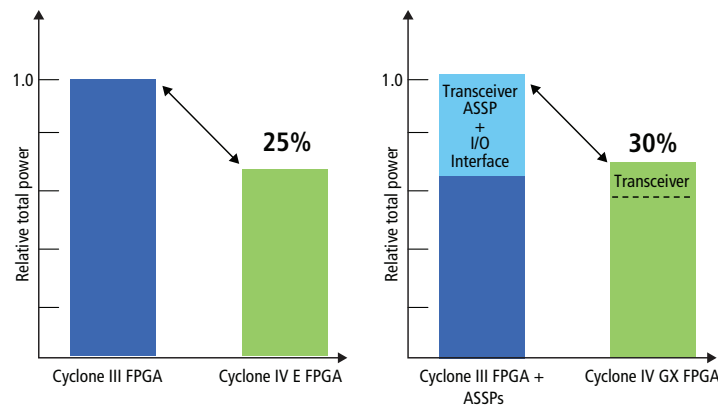 Relative total power
1.0
25%
Cyclone III FPGA
Cyclone IV E FPGA
Relative total power
1.0
Transceiver
ASSP
+
I/O
Interface
30%
Transceiver
Cyclone III FPGA +
ASSPs
Cyclone IV GX FPGA